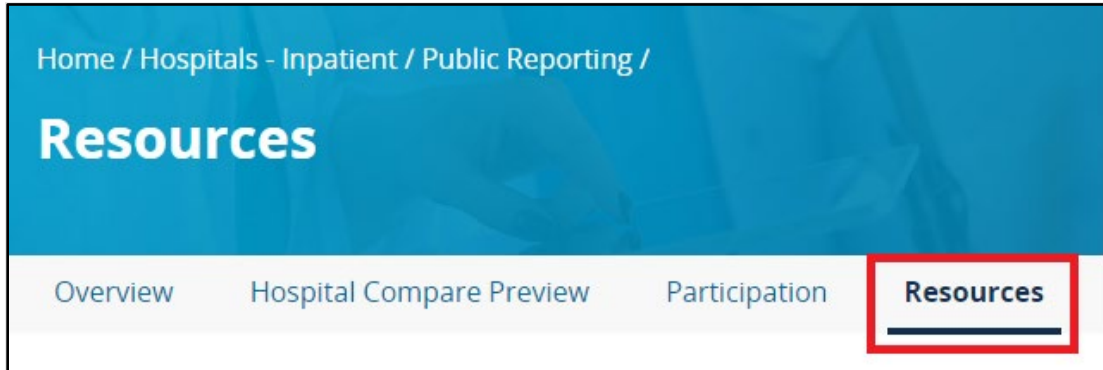 Home / Hospitals - Inpatient / Public Reporting /
Resources
Overview Hospital Compare Preview Participation Resources